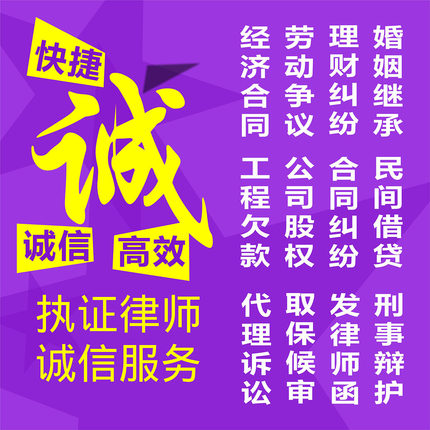 快捷
诚
诚信
高效
执证律师
诚信服务
经济合同
劳动争议
理财纠纷
婚姻继承
工程欠款
公司股权
合同纠纷
民间借贷
代理诉讼
取保候审
发律师函
刑事辩护